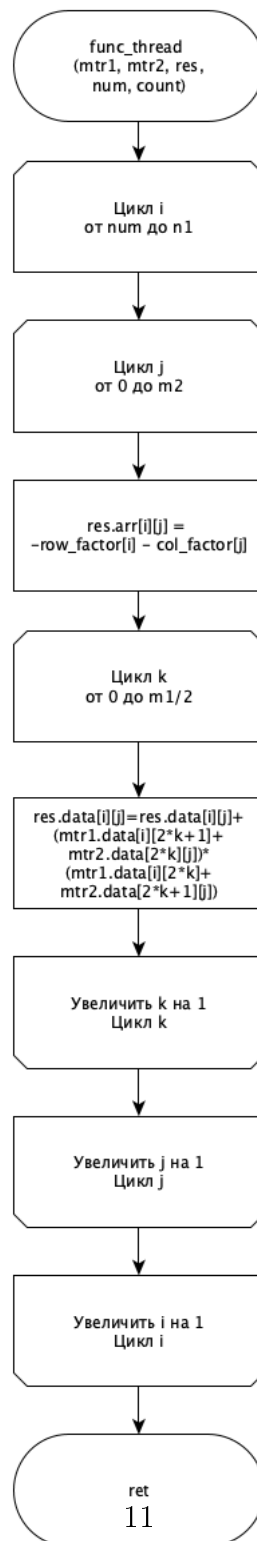 func_thread
(mtr1, mtr2, res,
num, count)
Цикл i
от num до n1
Цикл j
от 0 до m2
res.arr[i][j] =
-row_factor[i] - col_factor[j]
Цикл k
от 0 до m1/2
res.data[i][j]=res.data[i][j]+
(mtr1.data[i][2*k+1]+
mtr2.data[2*k][j])*
(mtr1.data[i][2*k]+
mtr2.data[2*k+1][j])
Увеличить k на 1
Цикл k
Увеличить j на 1
Цикл j
Увеличить i на 1
Цикл i
ret
11